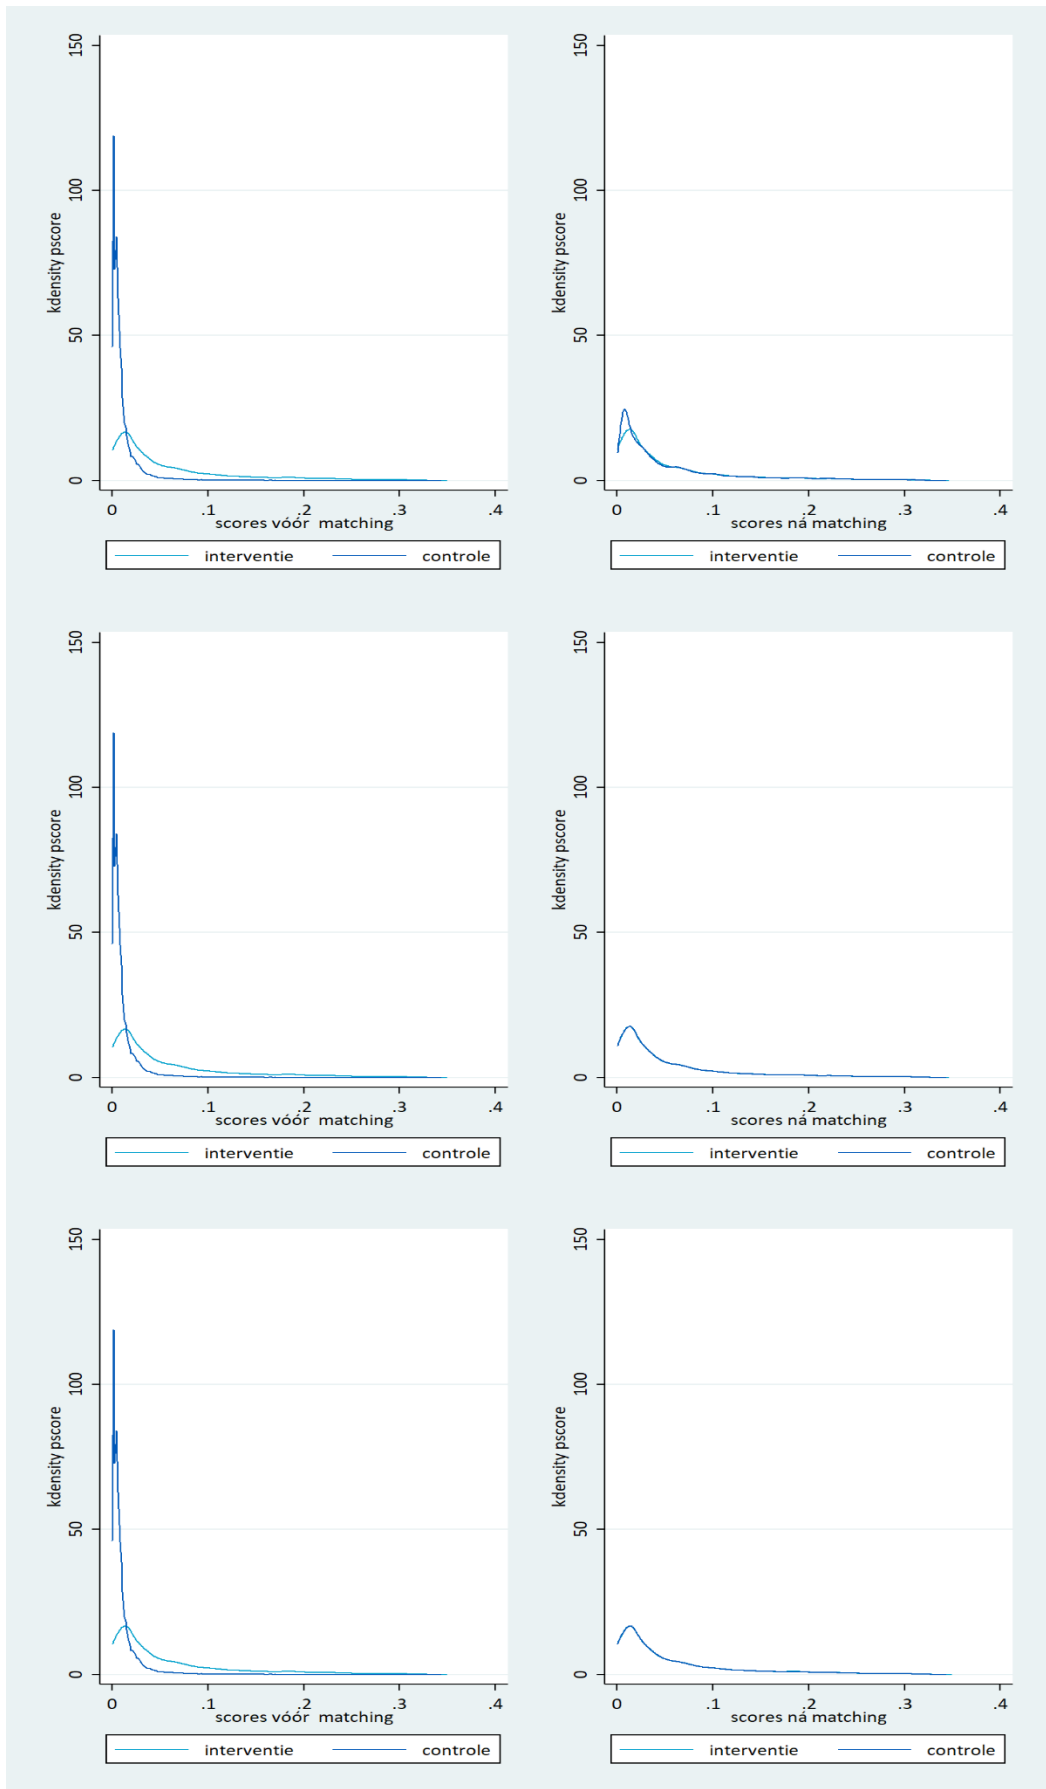 150
100
50
0
kdensity pscore
0 .1 .2 .3 .4
scores vóór matching
interventie controle
150
100
50
0
kdensity pscore
0 .1 .2 .3 .4
scores ná matching
interventie controle
150
100
50
0
kdensity pscore
0 .1 .2 .3 .4
scores vóór matching
interventie controle
150
100
50
0
kdensity pscore
0 .1 .2 .3 .4
scores ná matching
interventie controle
150
100
50
0
kdensity pscore
0 .1 .2 .3 .4
scores vóór matching
interventie controle
150
100
50
0
kdensity pscore
0 .1 .2 .3 .4
scores ná matching
interventie controle